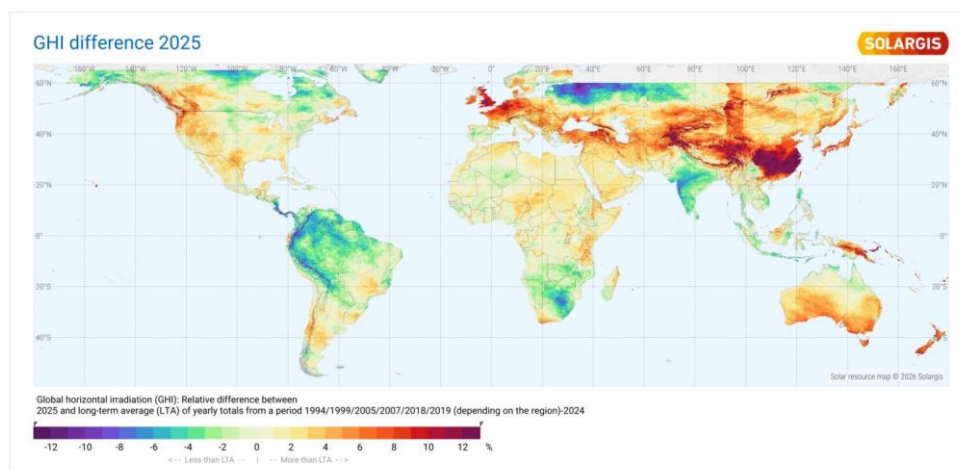 GHI difference 2025
SOLARGIS
160°W 140°W 120°W 100°W 80°W 60°W 40°W 20°W 0° 20°E 40°E 60°E 80°E 100°E 120°E 140°E 160°E
60°N 60°N
40°N 40°N
20°N 20°N
0° 0°
20°S 20°S
40°S 40°S
Solar resource map © 2026 Solargis
Global horizontal irradiation (GHI): Relative difference between
2025 and long-term average (LTA) of yearly totals from a period 1994/1999/2005/2007/2018/2019 (depending on the region)-2024
-12 -10 -8 -6 -4 -2 0 2 4 6 8 10 12 %
<--- Less than LTA | --- More than LTA --->